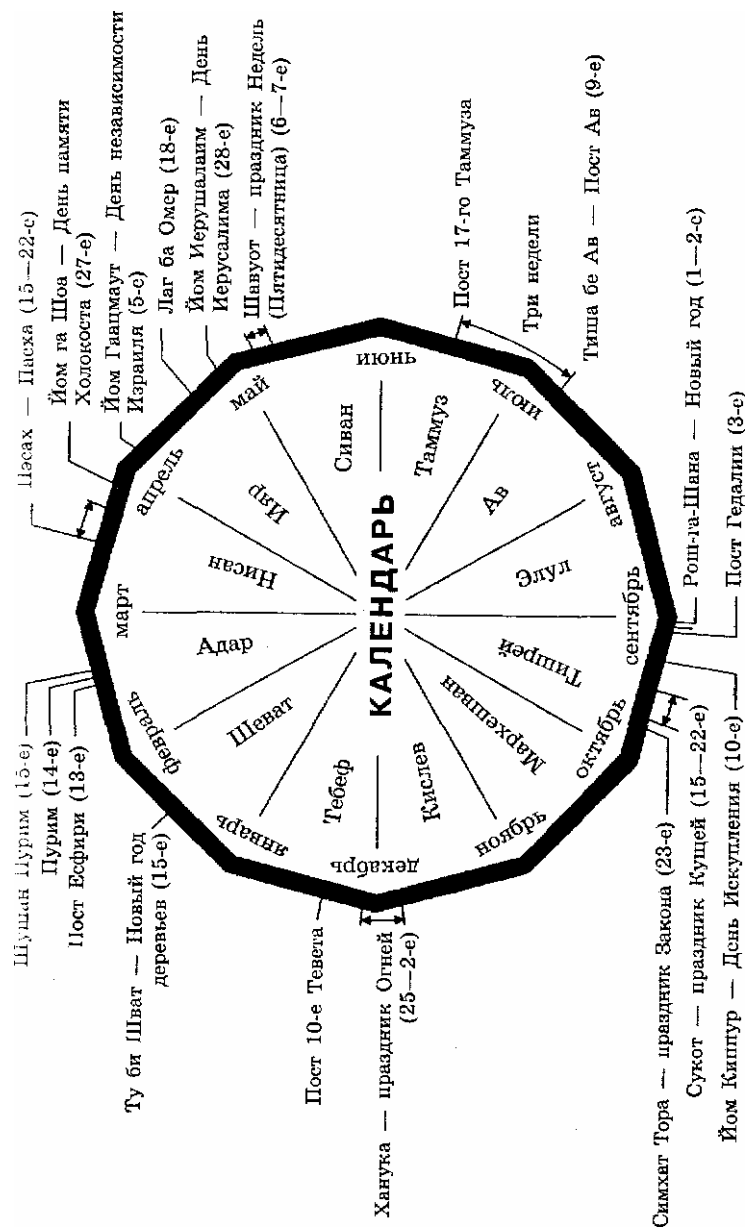 Пэсах — Пасха (15—22-е)
Йом га Шоа — День памяти
Холокоста (27-е)
Йом Гаацмаут — День независимости
Израиля (5-е)
Лаг ба Омер (18-е)
Йом Иерушалаим — День
Иерусалима (28-е)
Шавуот — праздник Недель
(Пятидесятница) (6—7-е)
Пост 17-го Таммуза
Три недели
Тиша бе Ав — Пост Ав (9-е)
Рош-га-Шана — Новый год (1—2-е)
Пост Гедалии (3-е)
Шушан Пурим (15-е)
Пурим (14-е)
Пост Есфири (13-е)
Ту би Шват — Новый год
деревьев (15-е)
Пост 10-е Тевета
Ханука — праздник Огней
(25—2-е)
Симхат Тора — праздник Закона (23-е)
Сукот — праздник Кущей (15—22-е)
Йом Киппур — День Искупления (10-е)
КАЛЕНДАРЬ
март
апрель
май
июнь
июль
август
сентябрь
октябрь
ноябрь
декабрь
январь
февраль
Нисан
Ияр
Сиван
Таммуз
Ав
Элул
Тишрей
Мархешван
Кислев
Тебеф
Шеват
Адар